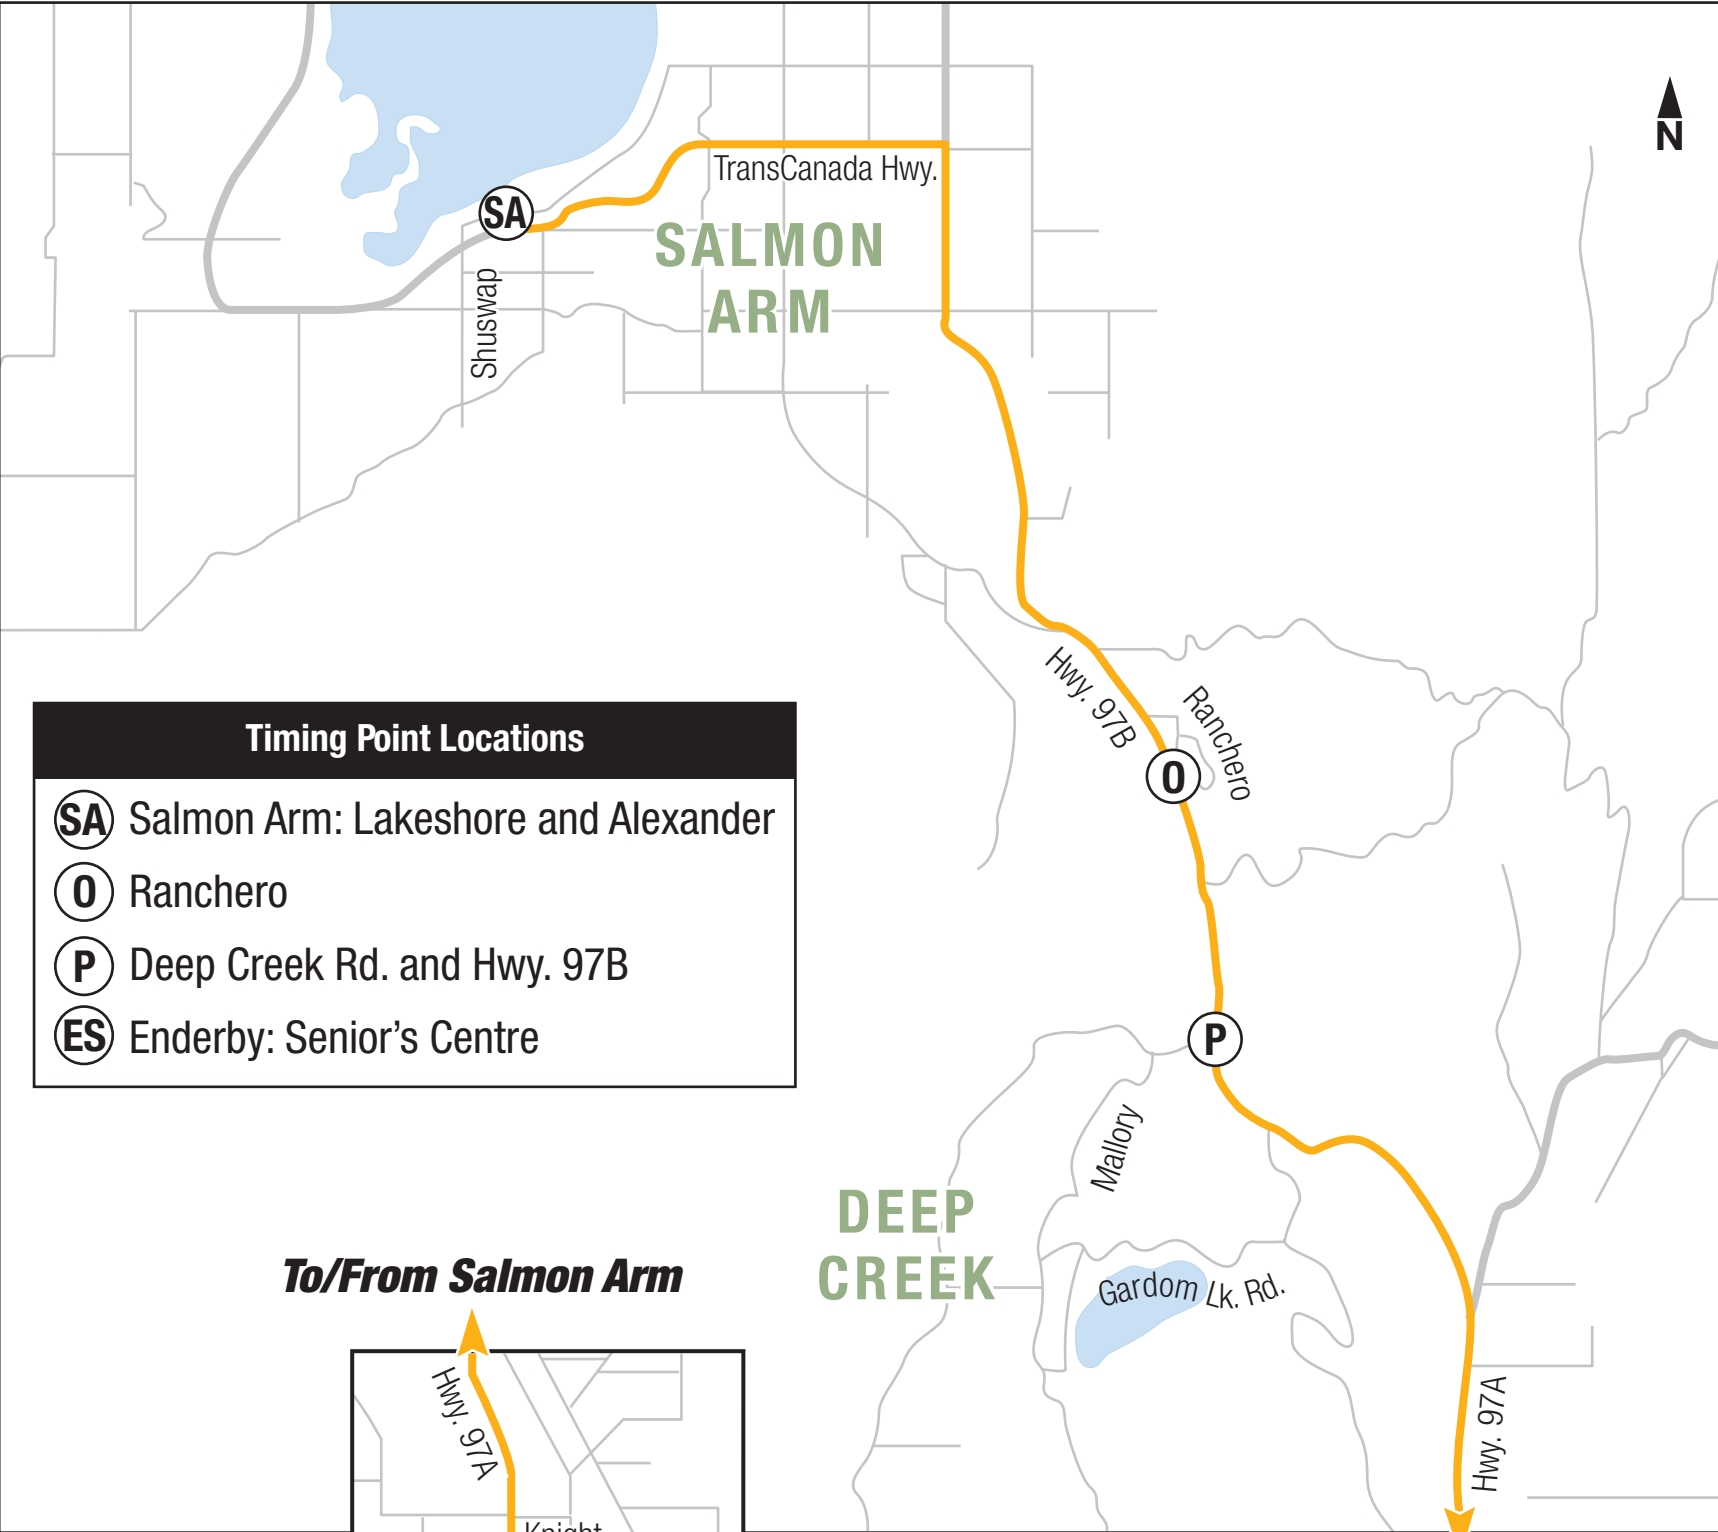 N
TransCanada Hwy.
SA
SALMON
ARM
Shuswap
Hwy. 97B
Ranchero
O
Timing Point Locations
SA Salmon Arm: Lakeshore and Alexander
O Ranchero
P Deep Creek Rd. and Hwy. 97B
ES Enderby: Senior's Centre
P
Mallory
DEEP
CREEK
Gardom Lk. Rd.
To/From Salmon Arm
Hwy. 97A
Hwy. 97A
Knight